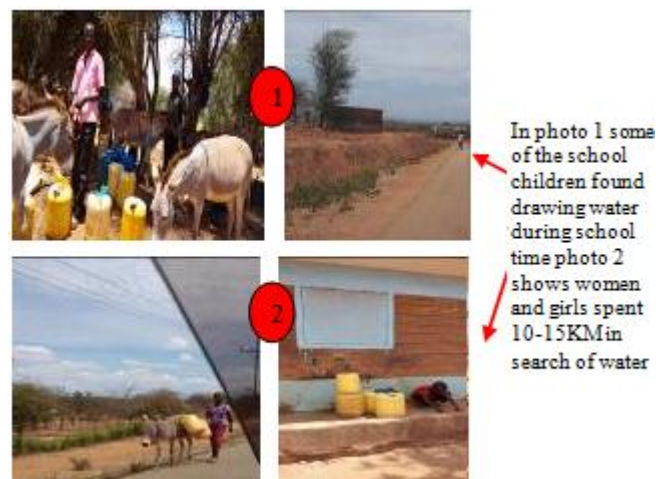 1
In photo 1 some
of the school
children found
drawing water
during school
time photo 2
shows women
and girls spent
10-15KMin
search of water
2